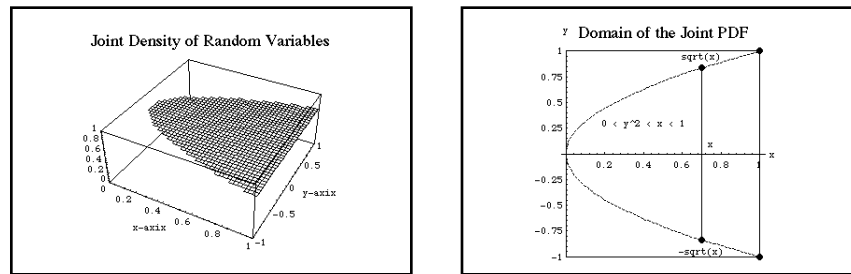 Joint Density of Random Variables
1
0.8
0.6
0.4
0.2
0
0
0.2
0.4
0.6
0.8
1
x-axix
-1
-0.5
0
0.5
1
y-axix
y Domain of the Joint PDF
sqrt(x)
1
0.75
0.5
0.25
0 < y^2 < x < 1
x
0.2 0.4 0.6 0.8 1 x
-0.25
-0.5
-0.75
-1
-sqrt(x)